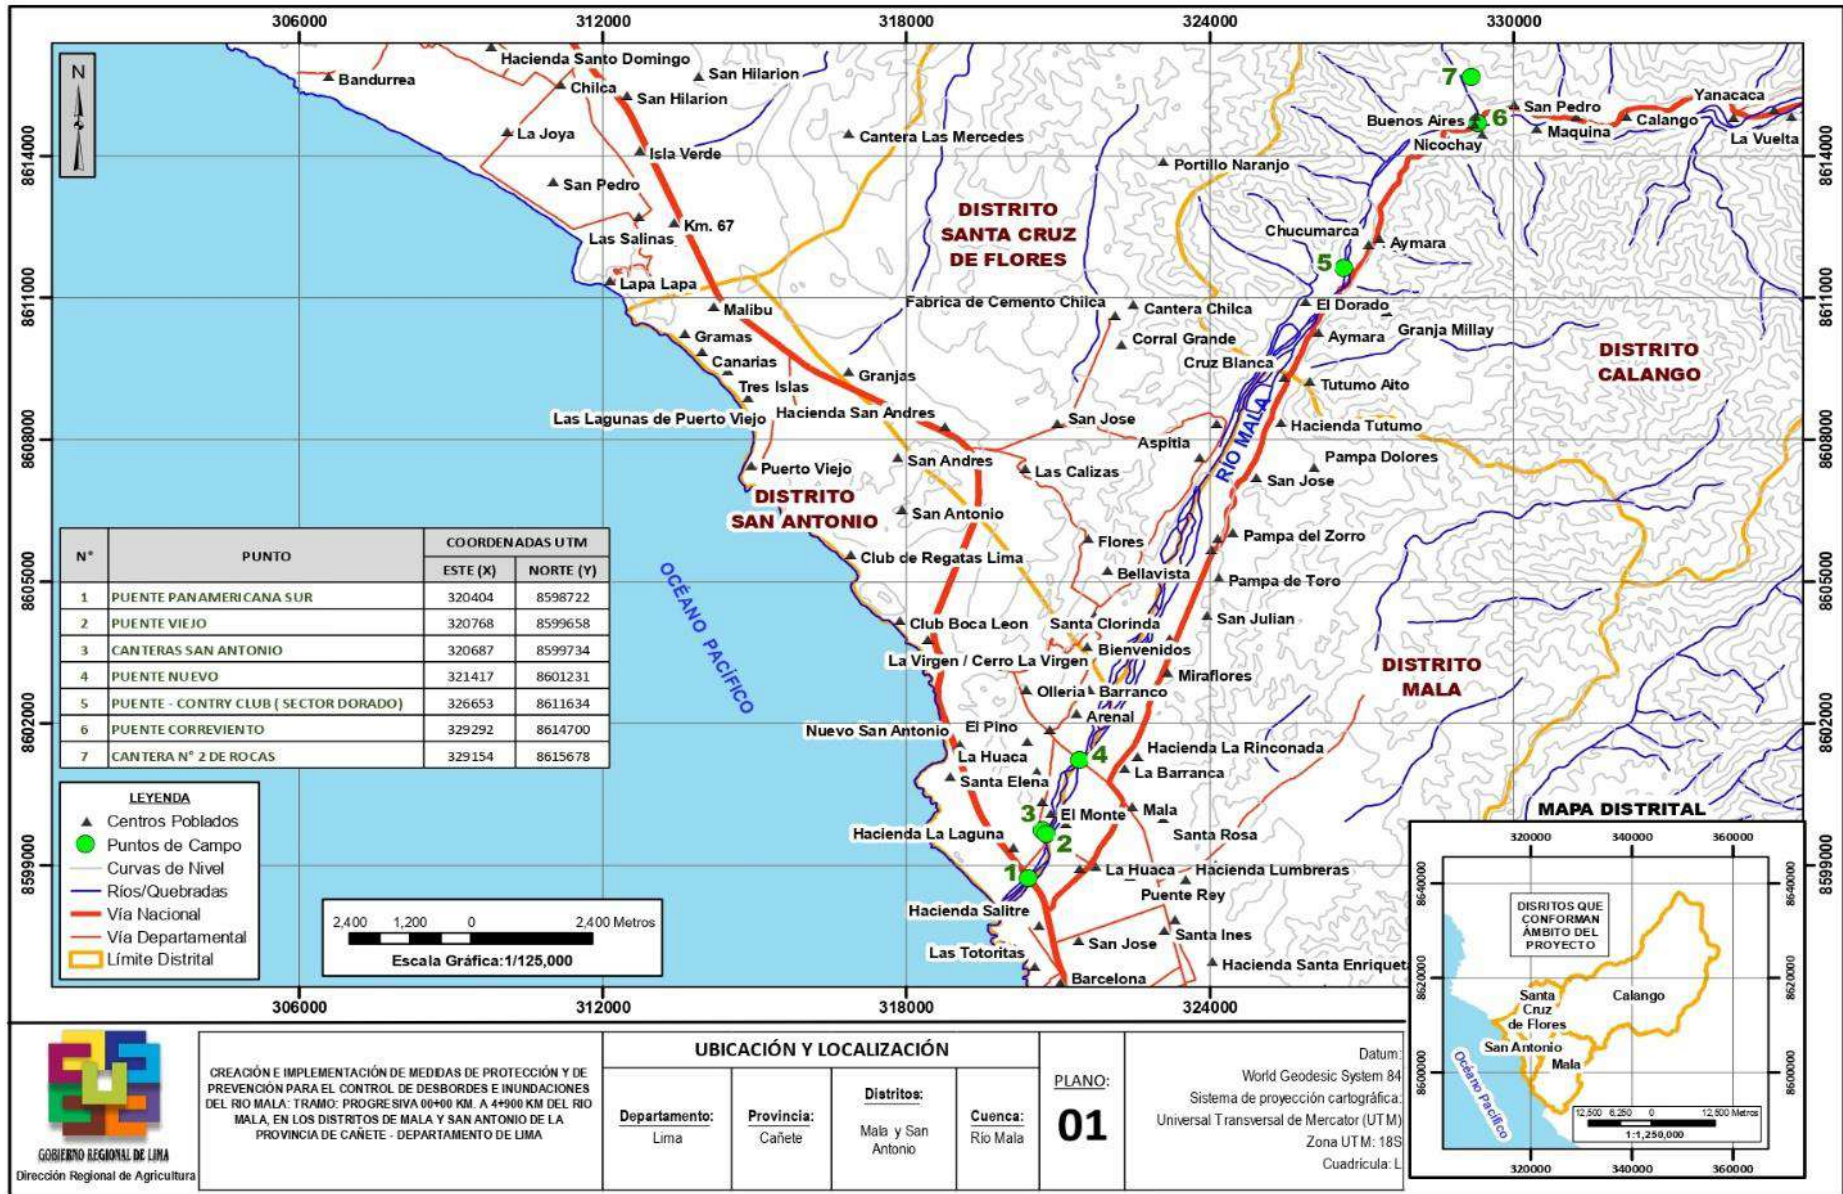 306000
312000
318000
324000
330000
8614000
8611000
8608000
8605000
8602000
8599000
8614000
8611000
8608000
8605000
8602000
8599000
306000
312000
318000
324000
N
Bandurrea
Hacienda Santo Domingo
Chilca
San Hilarion
San Hilarion
La Joya
Isla Verde
Cantera Las Mercedes
San Pedro
Km. 67
Las Salinas
Lapa Lapa
Malibu
Gramas
Canarias
Tres Islas
Granjas
Las Lagunas de Puerto Viejo
Hacienda San Andres
Puerto Viejo
San Andres
San Antonio
Club de Regatas Lima
DISTRITO
SAN ANTONIO
DISTRITO
SANTA CRUZ
DE FLORES
Portillo Naranjo
Fabrica de Cemento Chilca
Cantera Chilca
Corral Grande
Cruz Blanca
7
Buenos Aires
6
Nicochay
San Pedro
Maquina
Calango
Yanacaca
La Vuelta
Chucumarca
Aymara
5
El Dorado
Aymara
Granja Millay
DISTRITO
CALANGO
Tutumo Aito
Hacienda Tutumo
RÍO MALA
San Jose
Aspitia
Las Calizas
Pampa Dolores
San Jose
Flores
Bellavista
Pampa del Zorro
Pampa de Toro
San Julian
Club Boca Leon
Santa Clorinda
Bienvenidos
La Virgen / Cerro La Virgen
Miraflores
DISTRITO
MALA
Olleria
Barranco
Arenal
Nuevo San Antonio
El Pino
La Huaca
Santa Elena
4
Hacienda La Rinconada
La Barranca
3
El Monte
Mala
Santa Rosa
Hacienda La Laguna
2
1
La Huaca
Hacienda Lumbreras
Puente Rey
Hacienda Salitre
Las Totoritas
San Jose
Santa Ines
Hacienda Santa Enriqueta
Barcelona
OCÉANO PACÍFICO
N° PUNTO COORDENADAS UTM
ESTE (X) NORTE (Y)
1 PUENTE PANAMERICANA SUR 320404 8598722
2 PUENTE VIEJO 320768 8599658
3 CANTERAS SAN ANTONIO 320687 8599734
4 PUENTE NUEVO 321417 8601231
5 PUENTE - CONTRY CLUB ( SECTOR DORADO) 326653 8611634
6 PUENTE CORREVIENTO 329292 8614700
7 CANTERA N° 2 DE ROCAS 329154 8615678
LEYENDA
Centros Poblados
Puntos de Campo
Curvas de Nivel
Ríos/Quebradas
Vía Nacional
Vía Departamental
Límite Distrital
2,400 1,200 0 2,400 Metros
Escala Gráfica:1/125,000
MAPA DISTRITAL
320000 340000 360000
8640000
8620000
8600000
8640000
8620000
8600000
DISRITOS QUE
CONFORMAN
ÁMBITO DEL
PROYECTO
Santa
Cruz
de Flores
Calango
San Antonio
Mala
Océano Pacífico
12,500 6,250 0 12,500 Metros
1:1,250,000
320000 340000 360000
GOBIERNO REGIONAL DE LIMA
Dirección Regional de Agricultura
CREACIÓN E IMPLEMENTACIÓN DE MEDIDAS DE PROTECCIÓN Y DE
PREVENCIÓN PARA EL CONTROL DE DESBORDES E INUNDACIONES
DEL RIO MALA: TRAMO: PROGRESIVA 00+00 KM. A 4+900 KM DEL RIO
MALA, EN LOS DISTRITOS DE MALA Y SAN ANTONIO DE LA
PROVINCIA DE CAÑETE - DEPARTAMENTO DE LIMA
UBICACIÓN Y LOCALIZACIÓN
Departamento:
Lima
Provincia:
Cañete
Distritos:
Mala y San
Antonio
Cuenca:
Río Mala
PLANO:
01
Datum:
World Geodesic System 84
Sistema de proyección cartográfica:
Universal Transversal de Mercator (UTM)
Zona UTM: 18S
Cuadrícula: L